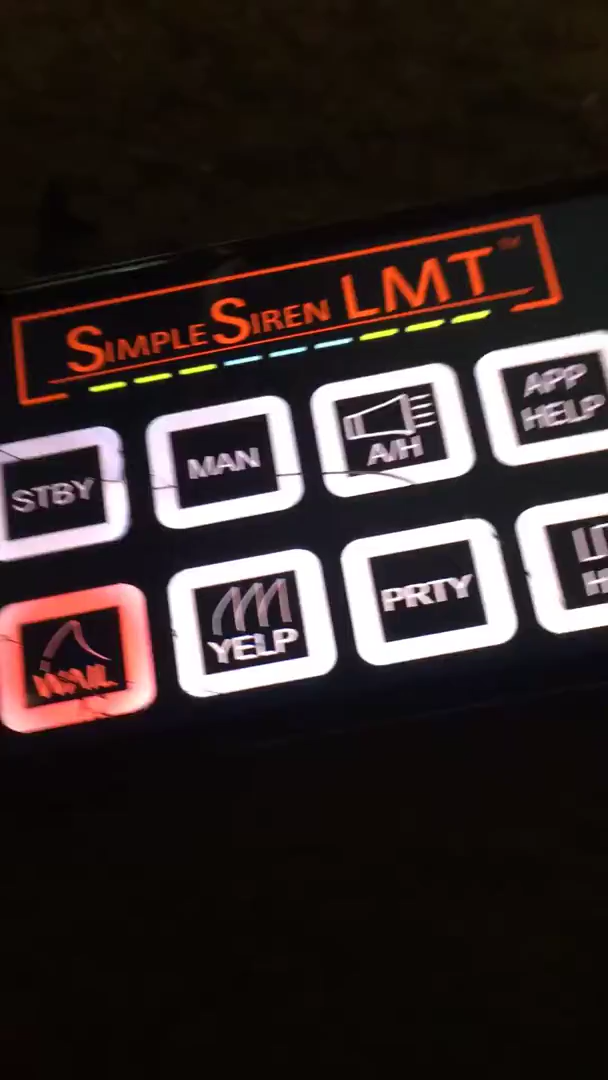 SIMPLE SIREN LMT™
STBY
MAN
A/H
APP
HELP
WAIL
YELP
PRTY